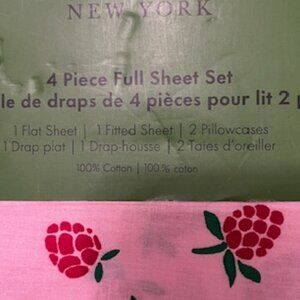 NEW YORK
4 Piece Full Sheet Set
le de draps de 4 pièces pour lit 2 p
1 Flat Sheet | 1 Fitted Sheet | 2 Pillowcases
1 Drap plat | 1 Drap-housse | 2 Taies d'oreiller
100% Cotton | 100 % coton